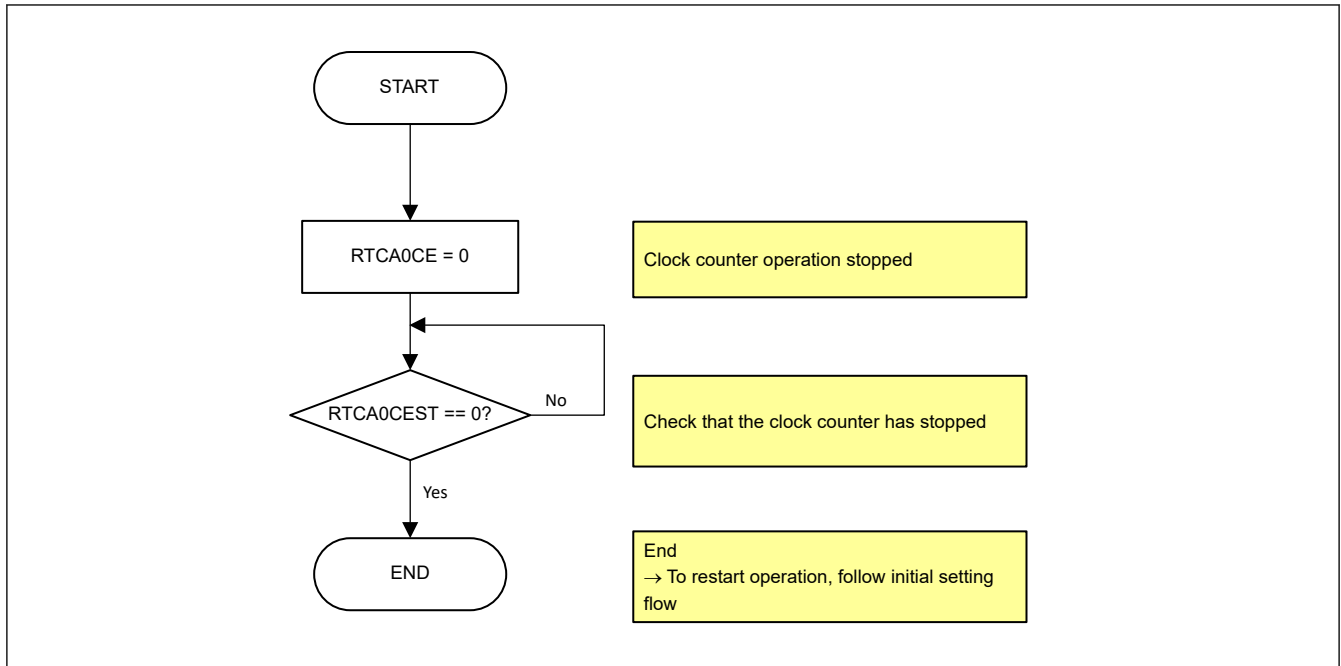 START
RTCA0CE = 0
Clock counter operation stopped
RTCA0CEST == 0?
No
Check that the clock counter has stopped
Yes
END
End
→ To restart operation, follow initial setting
flow